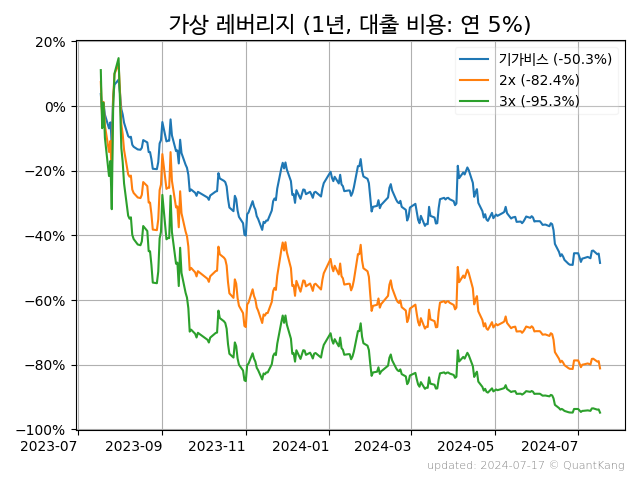 가상 레버리지 (1년, 대출 비용: 연 5%)
20%
0%
−20%
−40%
−60%
−80%
−100%
기가비스 (-50.3%)
2x (-82.4%)
3x (-95.3%)
2023-07 2023-09 2023-11 2024-01 2024-03 2024-05 2024-07
updated: 2024-07-17 © QuantKang